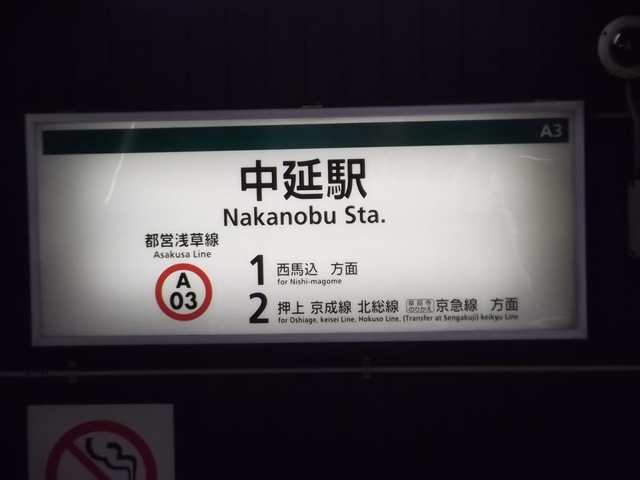 A3
中延駅
Nakanobu Sta.
都営浅草線
Asakusa Line
A
03
1 西馬込 方面
for Nishi-magome
2 押上 京成線 北総線 泉岳寺のりかえ 京急線 方面
for Oshiage, keisei Line, Hokuso Line, (Transfer at Sengakuji) keikyu Line